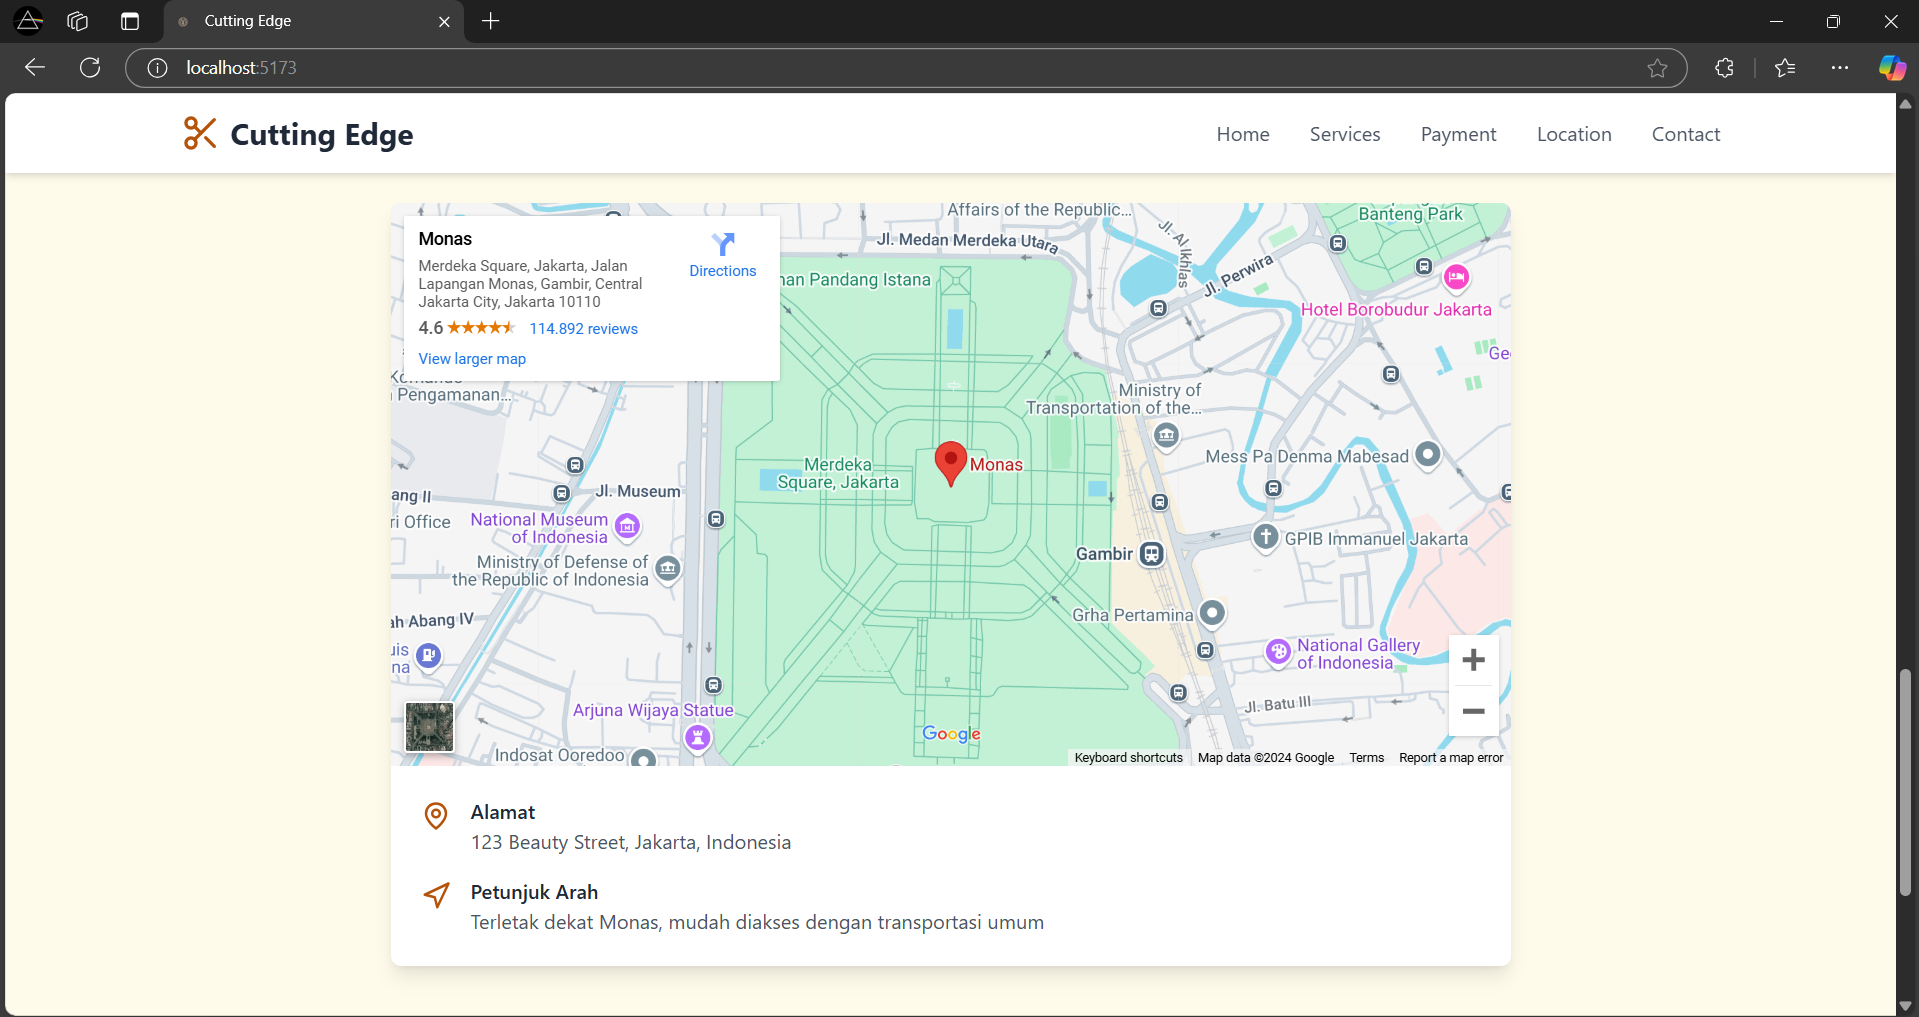 Cutting Edge
localhost:5173
Cutting Edge
Home Services Payment Location Contact
Monas
Merdeka Square, Jakarta, Jalan
Lapangan Monas, Gambir, Central
Jakarta City, Jakarta 10110
4.6 114.892 reviews
View larger map
Directions
Affairs of the Republic...
Banteng Park
Jl. Medan Merdeka Utara
Jl. Al Ikhlas
Jl. Perwira
man Pandang Istana
Hotel Borobudur Jakarta
Ge
Komando
Pengamanan...
Ministry of
Transportation of the...
Merdeka
Square, Jakarta
Monas
Mess Pa Denma Mabesad
ang II
Jl. Museum
ri Office
National Museum
of Indonesia
GPIB Immanuel Jakarta
Gambir
Ministry of Defense of
the Republic of Indonesia
ah Abang IV
Grha Pertamina
uis
na
National Gallery
of Indonesia
Arjuna Wijaya Statue
Jl. Batu III
Google
Indosat Ooredoo
Keyboard shortcuts Map data ©2024 Google Terms Report a map error
Alamat
123 Beauty Street, Jakarta, Indonesia
Petunjuk Arah
Terletak dekat Monas, mudah diakses dengan transportasi umum